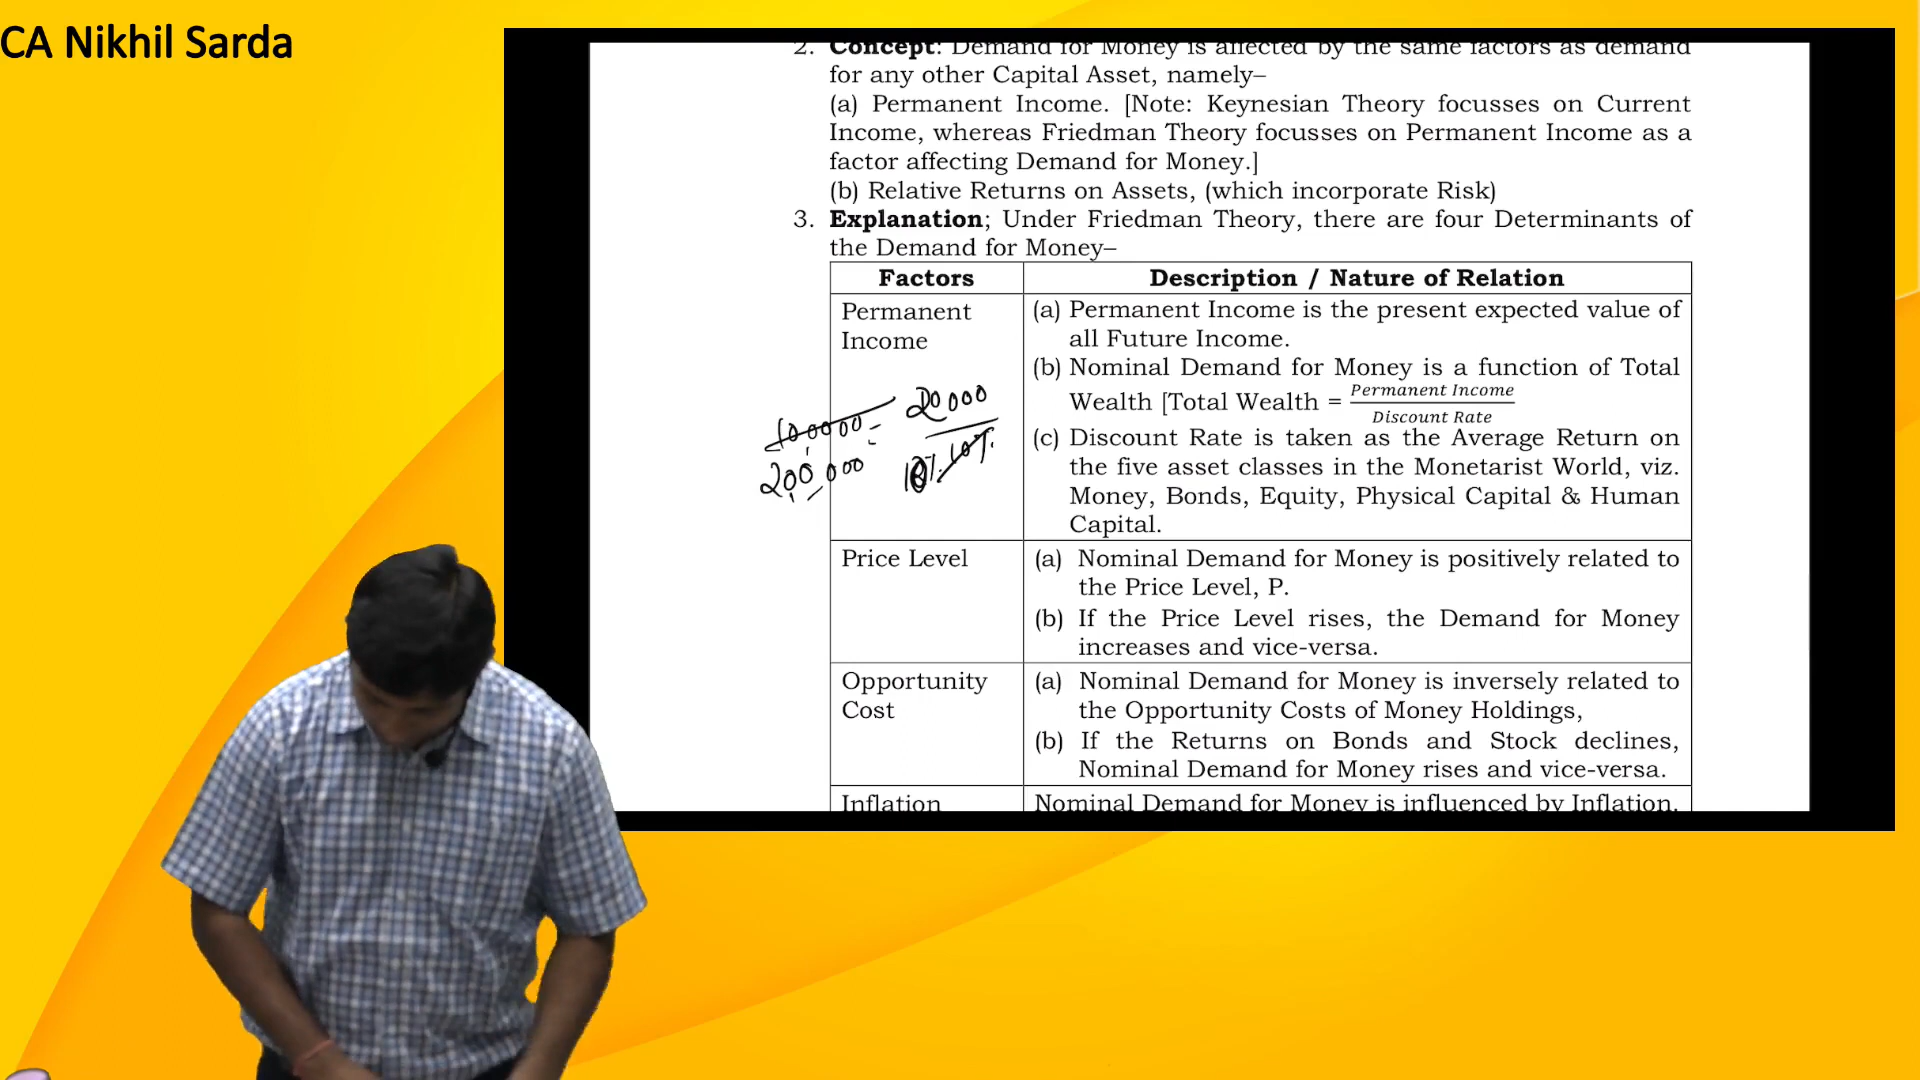 CA Nikhil Sarda
2. Concept: Demand for Money is affected by the same factors as demand
for any other Capital Asset, namely–
(a) Permanent Income. [Note: Keynesian Theory focusses on Current
Income, whereas Friedman Theory focusses on Permanent Income as a
factor affecting Demand for Money.]
(b) Relative Returns on Assets, (which incorporate Risk)
3. Explanation; Under Friedman Theory, there are four Determinants of
the Demand for Money–
Factors
Description / Nature of Relation
Permanent
Income
(a) Permanent Income is the present expected value of
all Future Income.
(b) Nominal Demand for Money is a function of Total
Wealth [Total Wealth = Permanent Income
Discount Rate
(c) Discount Rate is taken as the Average Return on
the five asset classes in the Monetarist World, viz.
Money, Bonds, Equity, Physical Capital & Human
Capital.
20000
200000
Price Level
(a) Nominal Demand for Money is positively related to
the Price Level, P.
(b) If the Price Level rises, the Demand for Money
increases and vice-versa.
Opportunity
Cost
(a) Nominal Demand for Money is inversely related to
the Opportunity Costs of Money Holdings,
(b) If the Returns on Bonds and Stock declines,
Nominal Demand for Money rises and vice-versa.
Inflation
Nominal Demand for Money is influenced by Inflation.